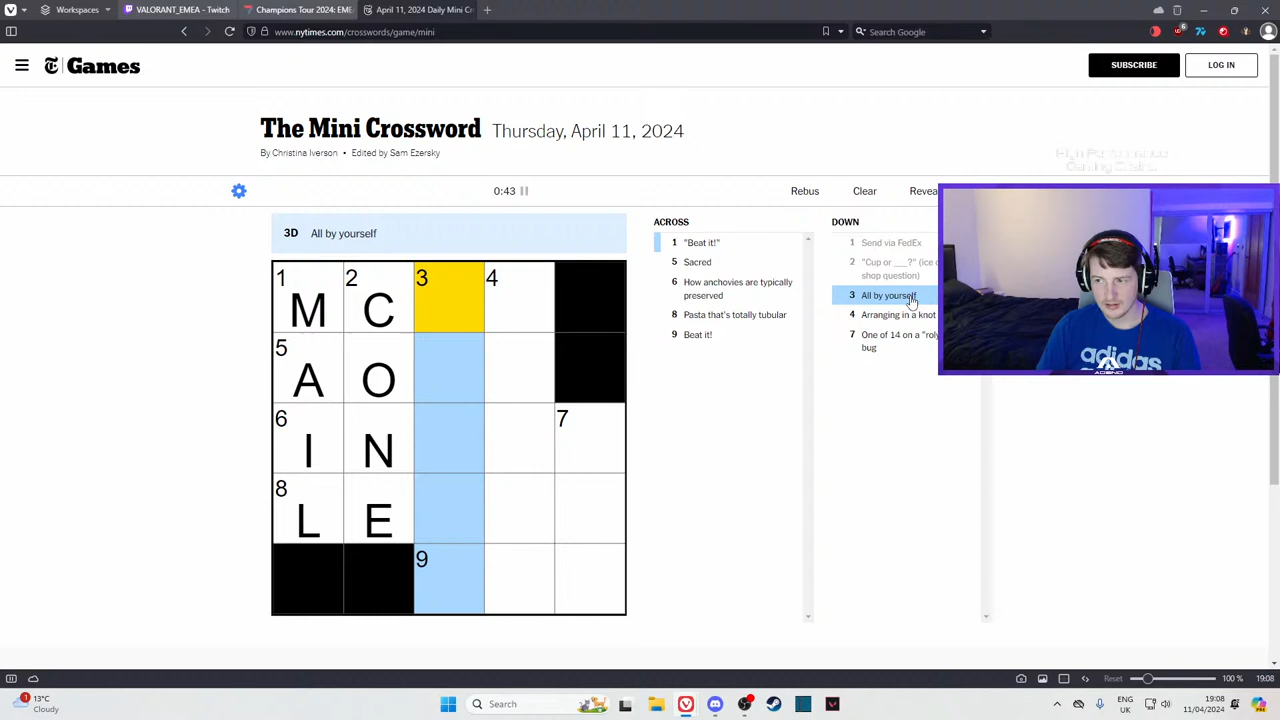 Workspaces
VALORANT_EMEA - Twitch
Champions Tour 2024: EME
April 11, 2024 Daily Mini Cr
www.nytimes.com/crosswords/game/mini
Search Google
Games
SUBSCRIBE
LOG IN
The Mini Crossword Thursday, April 11, 2024
By Christina Iverson • Edited by Sam Ezersky
0:43
Rebus
Clear
Revea
3D All by yourself
1 2 3 4
M C
5
A O
6 7
I N
8
L E
9
ACROSS
1 "Beat it!"
5 Sacred
6 How anchovies are typically
preserved
8 Pasta that's totally tubular
9 Beat it!
DOWN
1 Send via FedEx
2 "Cup or ___?" (ice
shop question)
3 All by yourself
4 Arranging in a knot
7 One of 14 on a "roly
bug
adidas
Reset
100 %
19:08
1
13°C
Cloudy
Search
ENG
UK
19:08
11/04/2024